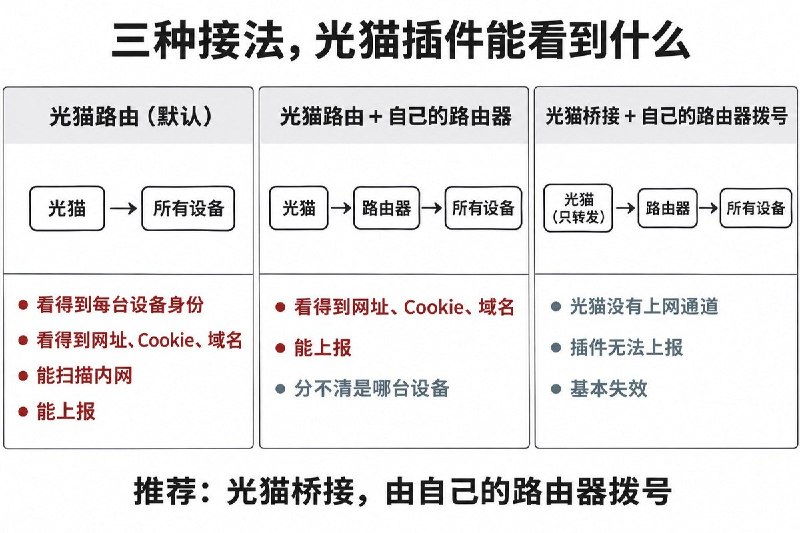 三种接法，光猫插件能看到什么
光猫路由（默认）
光猫 → 所有设备
● 看得到每台设备身份
● 看得到网址、Cookie、域名
● 能扫描内网
● 能上报
光猫路由 + 自己的路由器
光猫 → 路由器 → 所有设备
● 看得到网址、Cookie、域名
● 能上报
● 分不清是哪台设备
光猫桥接 + 自己的路由器拨号
光猫
（只转发） → 路由器 → 所有设备
● 光猫没有上网通道
● 插件无法上报
● 基本失效
推荐：光猫桥接，由自己的路由器拨号